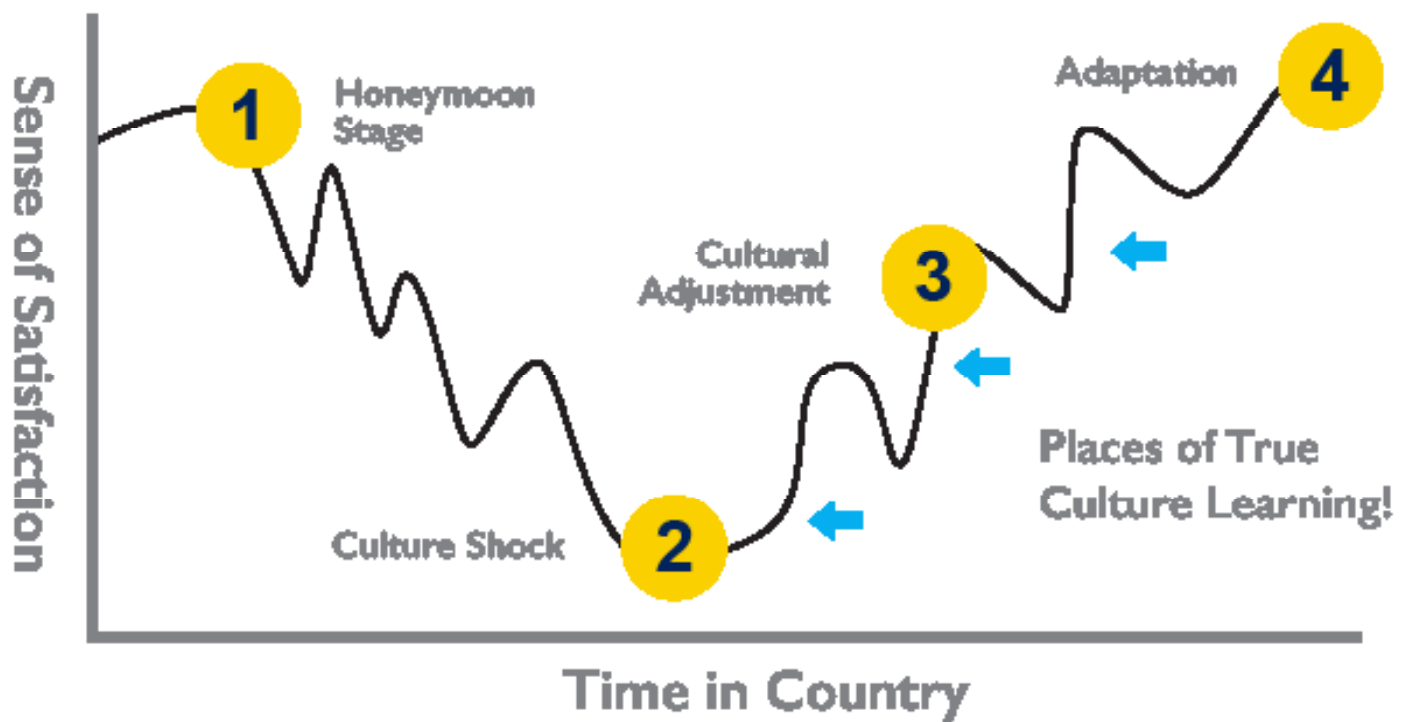 Sense of Satisfaction
1
Honeymoon
Stage
Adaptation
4
Cultural
Adjustment
3
Places of True
Culture Learning!
Culture Shock
2
Time in Country